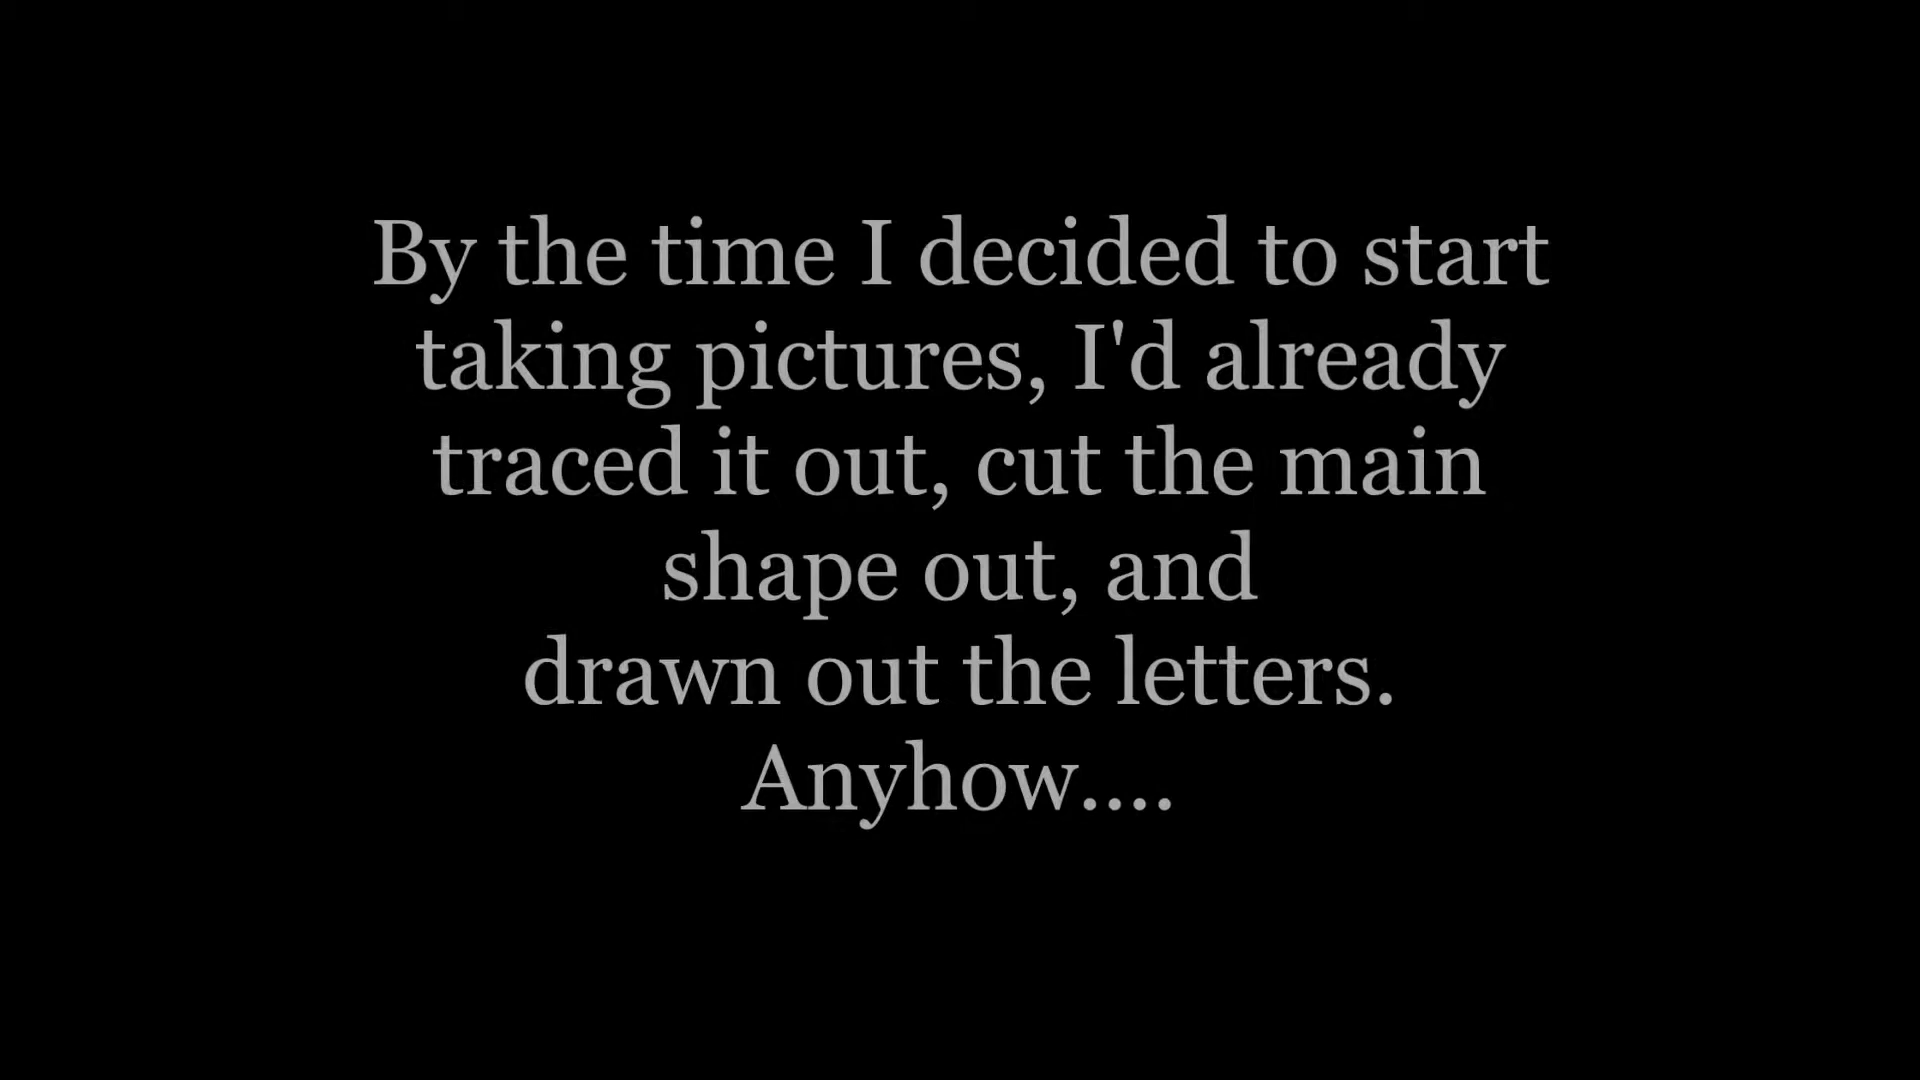 By the time I decided to start
taking pictures, I'd already
traced it out, cut the main
shape out, and
drawn out the letters.
Anyhow....